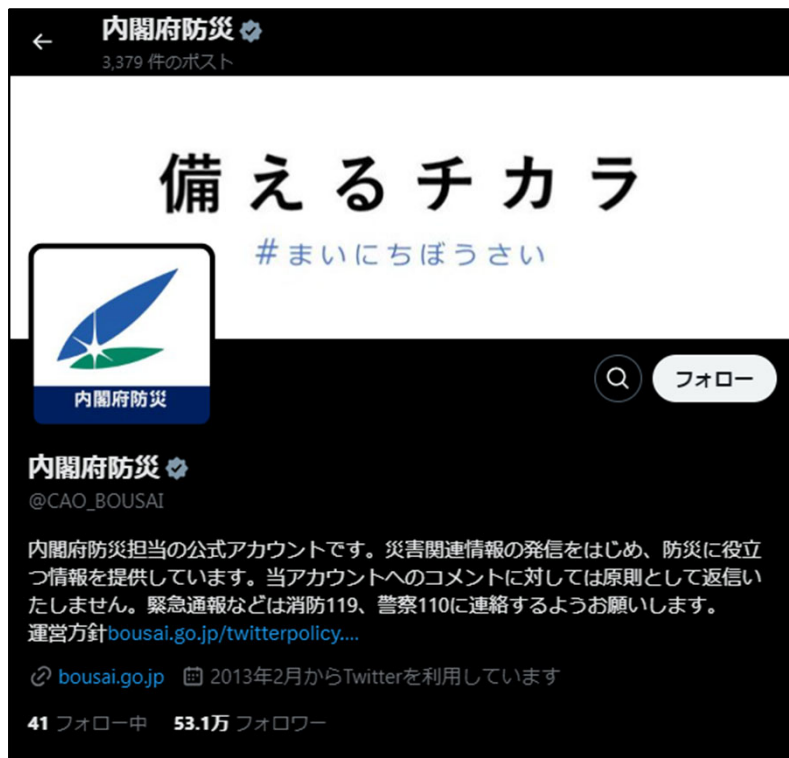 内閣府防災
3,379 件のポスト
備えるチカラ
#まいにちぼうさい
内閣府防災
フォロー
内閣府防災
@CAO_BOUSAI
内閣府防災担当の公式アカウントです。災害関連情報の発信をはじめ、防災に役立
つ情報を提供しています。当アカウントへのコメントに対しては原則として返信い
たしません。緊急通報などは消防119、警察110に連絡するようお願いします。
運営方針bousai.go.jp/twitterpolicy....
bousai.go.jp 2013年2月からTwitterを利用しています
41 フォロー中 53.1万 フォロワー